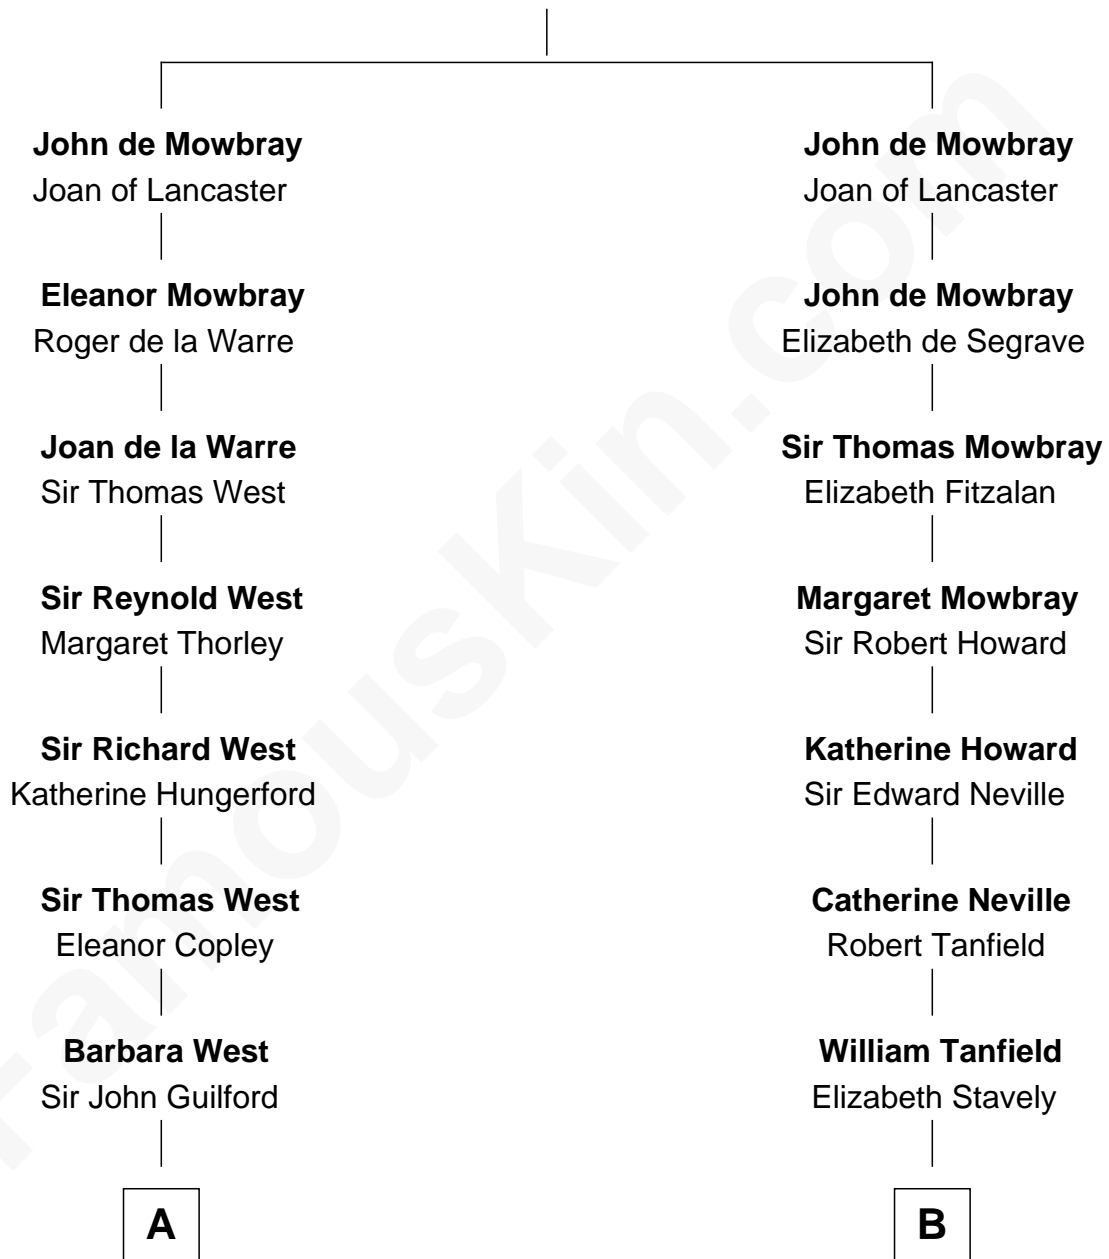 John de Mowbray
Joan of Lancaster
Eleanor Mowbray
Roger de la Warre
Joan de la Warre
Sir Thomas West
Sir Reynold West
Margaret Thorley
Sir Richard West
Katherine Hungerford
Sir Thomas West
Eleanor Copley
Barbara West
Sir John Guilford
A
John de Mowbray
Joan of Lancaster
John de Mowbray
Elizabeth de Segrave
Sir Thomas Mowbray
Elizabeth Fitzalan
Margaret Mowbray
Sir Robert Howard
Katherine Howard
Sir Edward Neville
Catherine Neville
Robert Tanfield
William Tanfield
Elizabeth Stavely
B
FamousKin.com